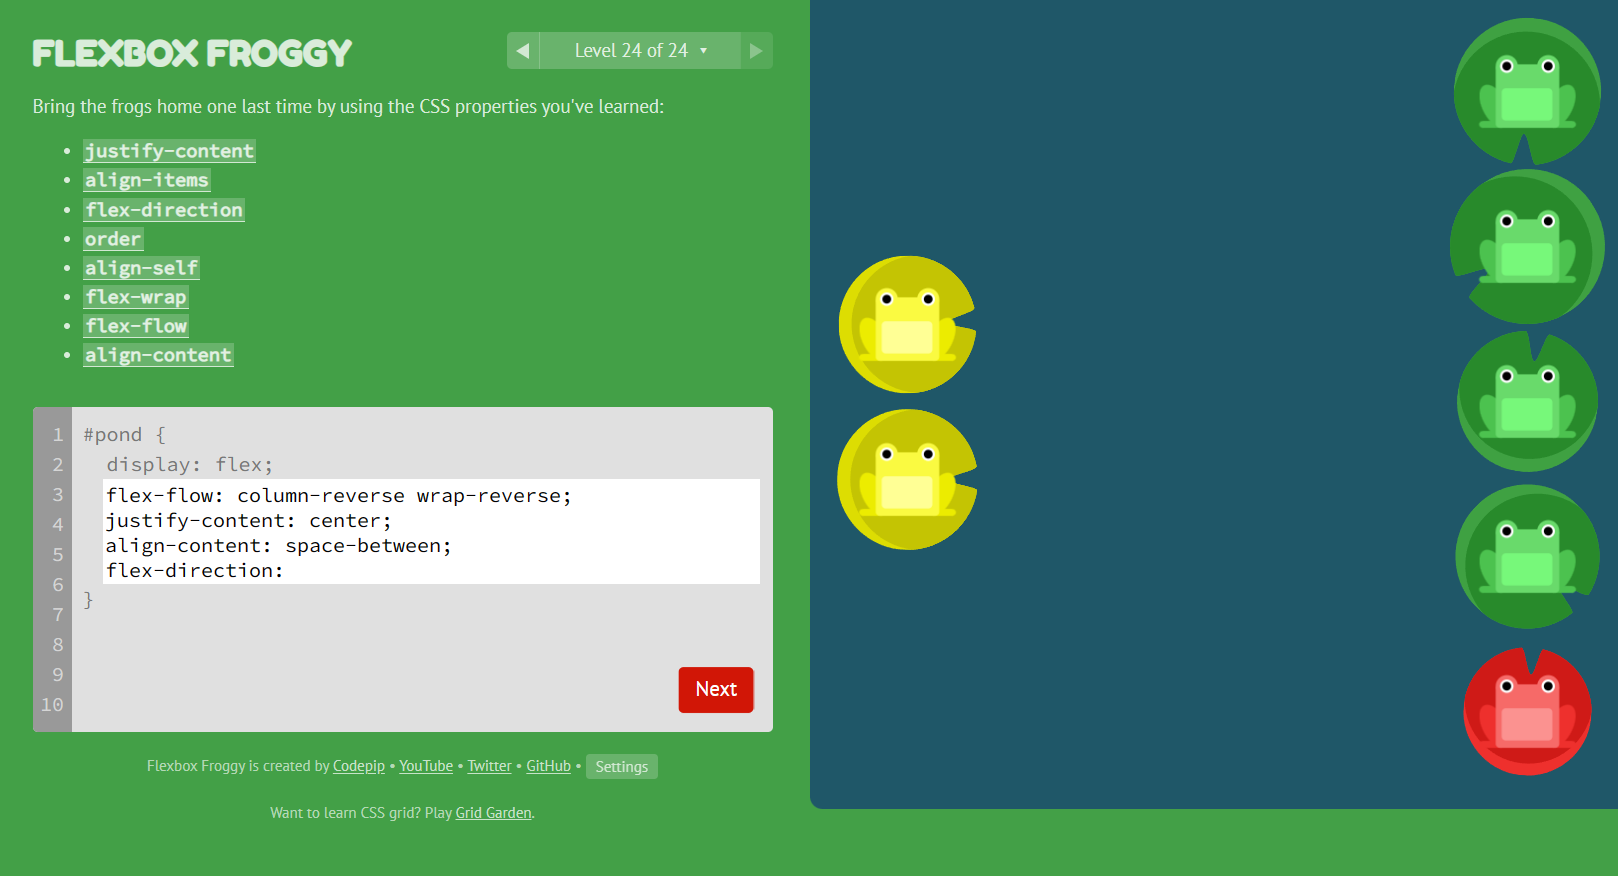 FLEXBOX FROGGY
◀ Level 24 of 24 ▾ ▶
Bring the frogs home one last time by using the CSS properties you've learned:
• justify-content
• align-items
• flex-direction
• order
• align-self
• flex-wrap
• flex-flow
• align-content
1 #pond {
2 display: flex;
3 flex-flow: column-reverse wrap-reverse;
4 justify-content: center;
5 align-content: space-between;
6 flex-direction:
7 }
8
9
10
Next
Flexbox Froggy is created by Codepip • YouTube • Twitter • GitHub • Settings
Want to learn CSS grid? Play Grid Garden.